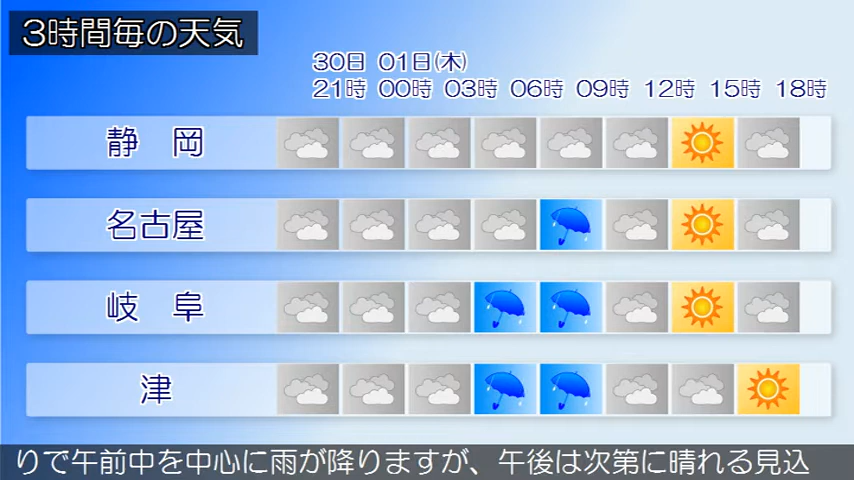 3時間毎の天気
30日 01日(木)
21時 00時 03時 06時 09時 12時 15時 18時
静 岡
名古屋
岐 阜
津
りで午前中を中心に雨が降りますが、午後は次第に晴れる見込